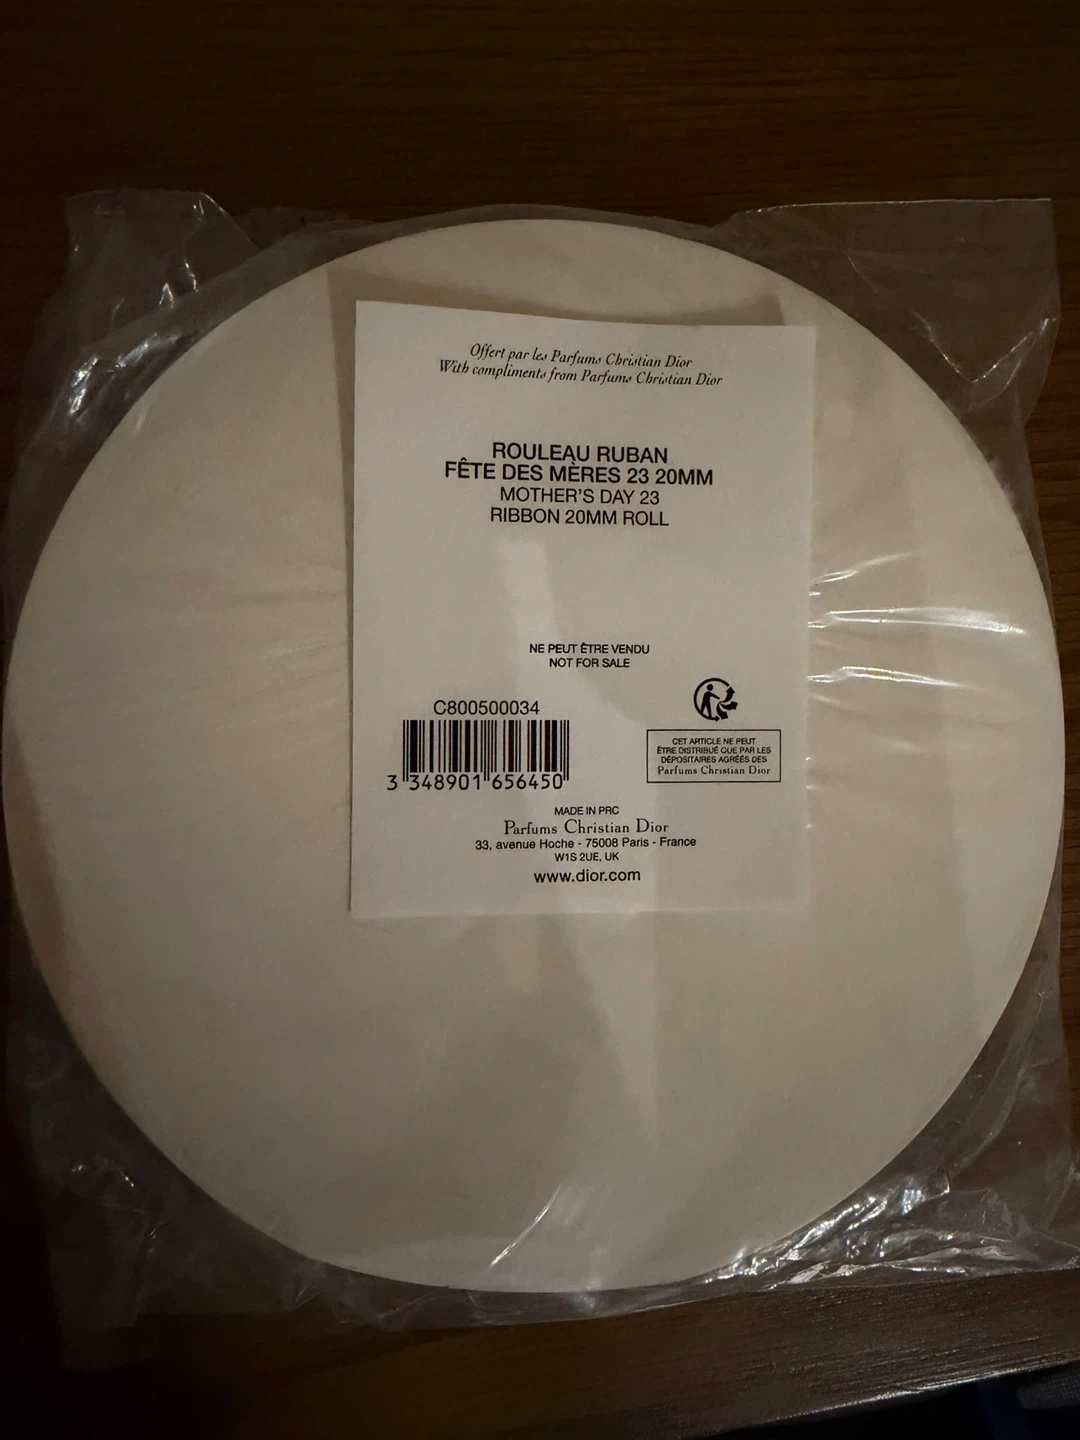 Offert par les Parfums Christian Dior
With compliments from Parfums Christian Dior
ROULEAU RUBAN
FÊTE DES MÈRES 23 20MM
MOTHER'S DAY 23
RIBBON 20MM ROLL
NE PEUT ÊTRE VENDU
NOT FOR SALE
C800500034
3 348901 656450
CET ARTICLE NE PEUT
ÊTRE DISTRIBUÉ QUE PAR LES
DÉPOSITAIRES AGRÉÉS DES
Parfums Christian Dior
MADE IN PRC
Parfums Christian Dior
33, avenue Hoche - 75008 Paris - France
W1S 2UE, UK
www.dior.com